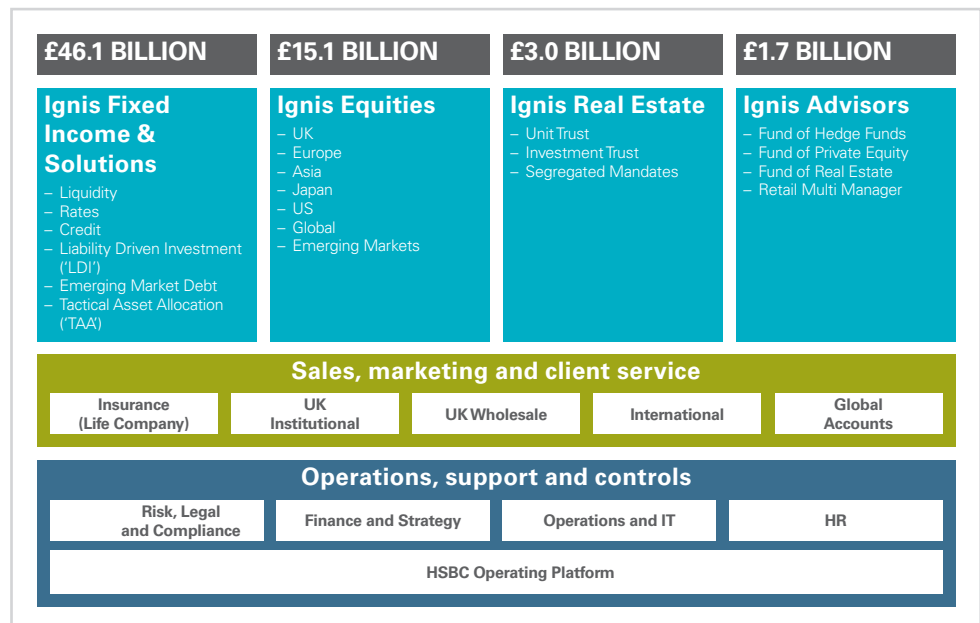 £46.1 BILLION
£15.1 BILLION
£3.0 BILLION
£1.7 BILLION
Ignis Fixed
Income &
Solutions
– Liquidity
– Rates
– Credit
– Liability Driven Investment
('LDI')
– Emerging Market Debt
– Tactical Asset Allocation
('TAA')
Ignis Equities
– UK
– Europe
– Asia
– Japan
– US
– Global
– Emerging Markets
Ignis Real Estate
– Unit Trust
– Investment Trust
– Segregated Mandates
Ignis Advisors
– Fund of Hedge Funds
– Fund of Private Equity
– Fund of Real Estate
– Retail Multi Manager
Sales, marketing and client service
Insurance
(Life Company)
UK
Institutional
UK Wholesale
International
Global
Accounts
Operations, support and controls
Risk, Legal
and Compliance
Finance and Strategy
Operations and IT
HR
HSBC Operating Platform